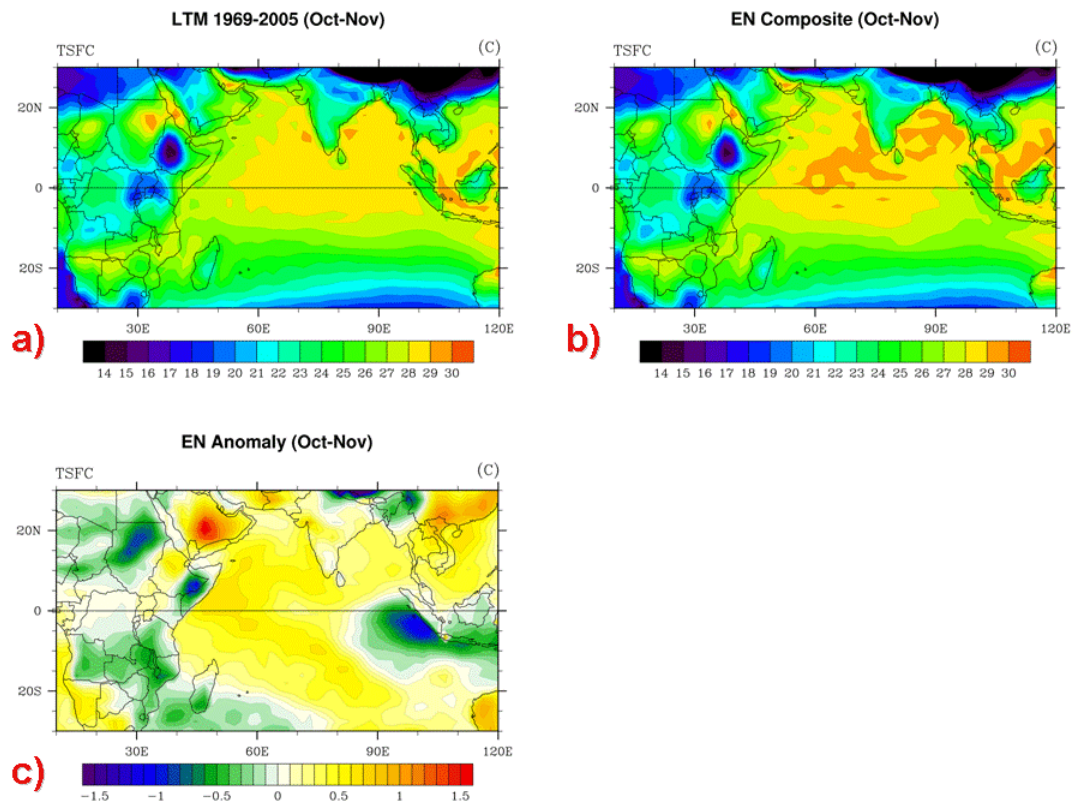 LTM 1969-2005 (Oct-Nov)
TSFC (C)
20N
0
20S
30E 60E 90E 120E
a)
14 15 16 17 18 19 20 21 22 23 24 25 26 27 28 29 30
EN Composite (Oct-Nov)
TSFC (C)
20N
0
20S
30E 60E 90E 120E
b)
14 15 16 17 18 19 20 21 22 23 24 25 26 27 28 29 30
EN Anomaly (Oct-Nov)
TSFC (C)
20N
0
20S
30E 60E 90E 120E
c)
-1.5 -1 -0.5 0 0.5 1 1.5